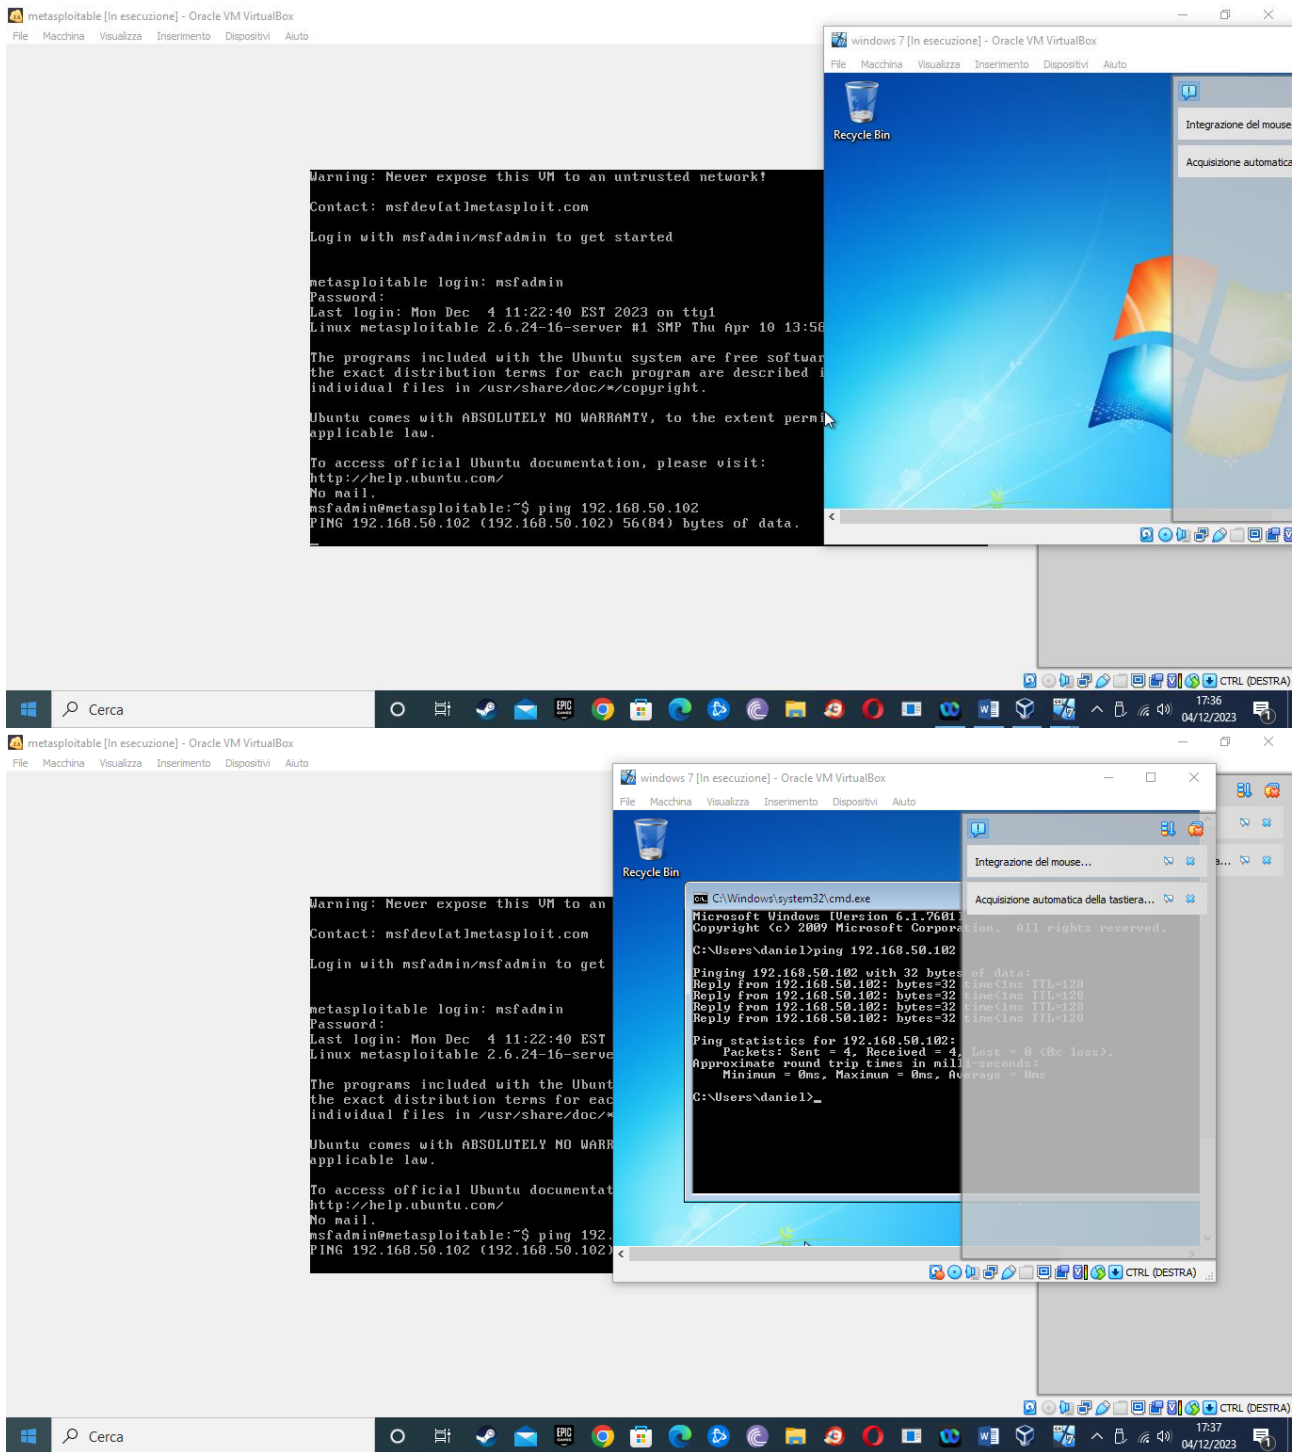 metasploitable [In esecuzione] - Oracle VM VirtualBox
File Macchina Visualizza Inserimento Dispositivi Aiuto
windows 7 [In esecuzione] - Oracle VM VirtualBox
File Macchina Visualizza Inserimento Dispositivi Aiuto
Recycle Bin
Integrazione del mouse
Acquisizione automatica
Warning: Never expose this VM to an untrusted network!
Contact: msfdev[at]metasploit.com
Login with msfadmin/msfadmin to get started
metasploitable login: msfadmin
Password:
Last login: Mon Dec  4 11:22:40 EST 2023 on tty1
Linux metasploitable 2.6.24-16-server #1 SMP Thu Apr 10 13:58
The programs included with the Ubuntu system are free softwar
the exact distribution terms for each program are described i
individual files in /usr/share/doc/*/copyright.
Ubuntu comes with ABSOLUTELY NO WARRANTY, to the extent permi
applicable law.
To access official Ubuntu documentation, please visit:
http://help.ubuntu.com/
No mail.
msfadmin@metasploitable:~$ ping 192.168.50.102
PING 192.168.50.102 (192.168.50.102) 56(84) bytes of data.
CTRL (DESTRA)
Cerca
17:36
04/12/2023
metasploitable [In esecuzione] - Oracle VM VirtualBox
File Macchina Visualizza Inserimento Dispositivi Aiuto
windows 7 [In esecuzione] - Oracle VM VirtualBox
File Macchina Visualizza Inserimento Dispositivi Aiuto
Recycle Bin
Integrazione del mouse...
Acquisizione automatica della tastiera...
a...
C:\Windows\system32\cmd.exe
Microsoft Windows [Version 6.1.7601]
Copyright (c) 2009 Microsoft Corporation.  All rights reserved.
C:\Users\daniel>ping 192.168.50.102
Pinging 192.168.50.102 with 32 bytes of data:
Reply from 192.168.50.102: bytes=32 time<1ms TTL=128
Reply from 192.168.50.102: bytes=32 time<1ms TTL=128
Reply from 192.168.50.102: bytes=32 time<1ms TTL=128
Reply from 192.168.50.102: bytes=32 time<1ms TTL=128
Ping statistics for 192.168.50.102:
Packets: Sent = 4, Received = 4, Lost = 0 (0% loss),
Approximate round trip times in milli-seconds:
Minimum = 0ms, Maximum = 0ms, Average = 0ms
C:\Users\daniel>_
Warning: Never expose this VM to an
Contact: msfdev[at]metasploit.com
Login with msfadmin/msfadmin to get
metasploitable login: msfadmin
Password:
Last login: Mon Dec  4 11:22:40 EST
Linux metasploitable 2.6.24-16-serve
The programs included with the Ubunt
the exact distribution terms for eac
individual files in /usr/share/doc/*
Ubuntu comes with ABSOLUTELY NO WARR
applicable law.
To access official Ubuntu documentat
http://help.ubuntu.com/
No mail.
msfadmin@metasploitable:~$ ping 192.
PING 192.168.50.102 (192.168.50.102)
CTRL (DESTRA)
CTRL (DESTRA)
Cerca
17:37
04/12/2023